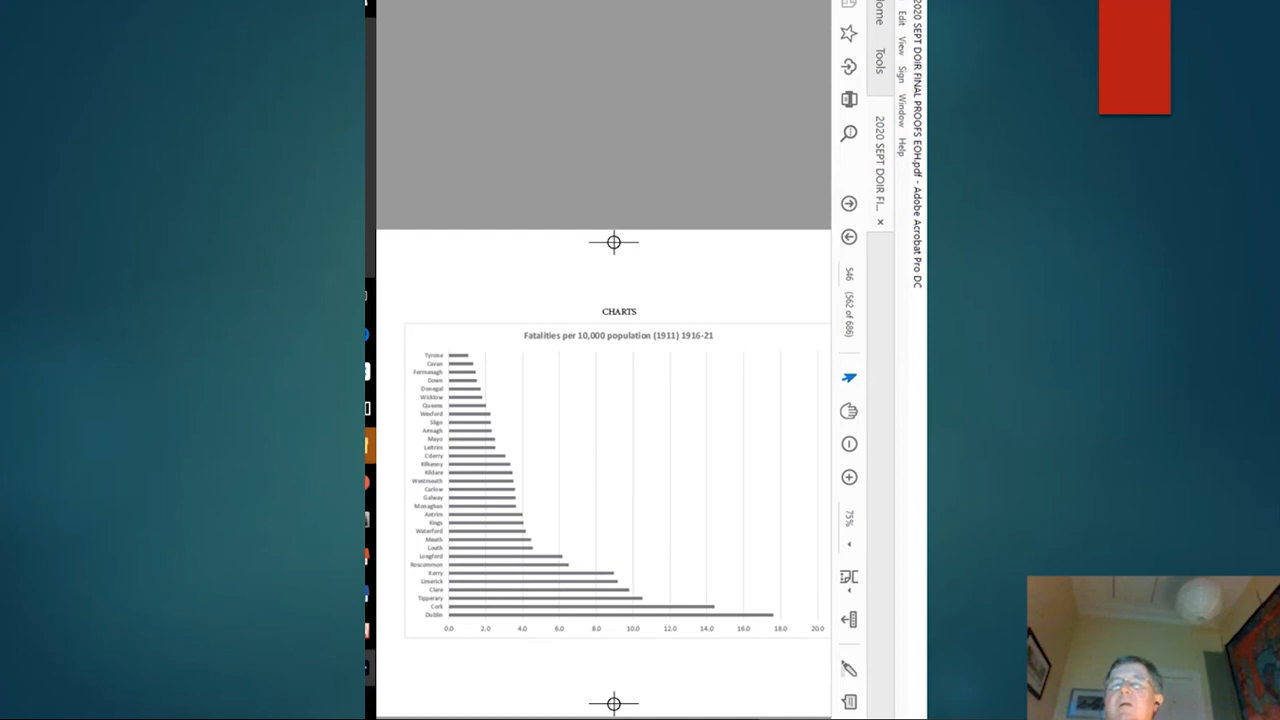 2020 SEPT DOIR FINAL PROOFS EOH.pdf - Adobe Acrobat Pro DC
Edit View Sign Window Help
Home Tools 2020 SEPT DOIR FI... ×
546 (562 of 686) 75%
CHARTS
Fatalities per 10,000 population (1911) 1916-21
Tyrone
Cavan
Fermanagh
Down
Donegal
Wicklow
Queens
Wexford
Sligo
Armagh
Mayo
Leitrim
L'derry
Kilkenny
Kildare
Westmeath
Carlow
Galway
Monaghan
Antrim
Kings
Waterford
Meath
Louth
Longford
Roscommon
Kerry
Limerick
Clare
Tipperary
Cork
Dublin
0.0 2.0 4.0 6.0 8.0 10.0 12.0 14.0 16.0 18.0 20.0